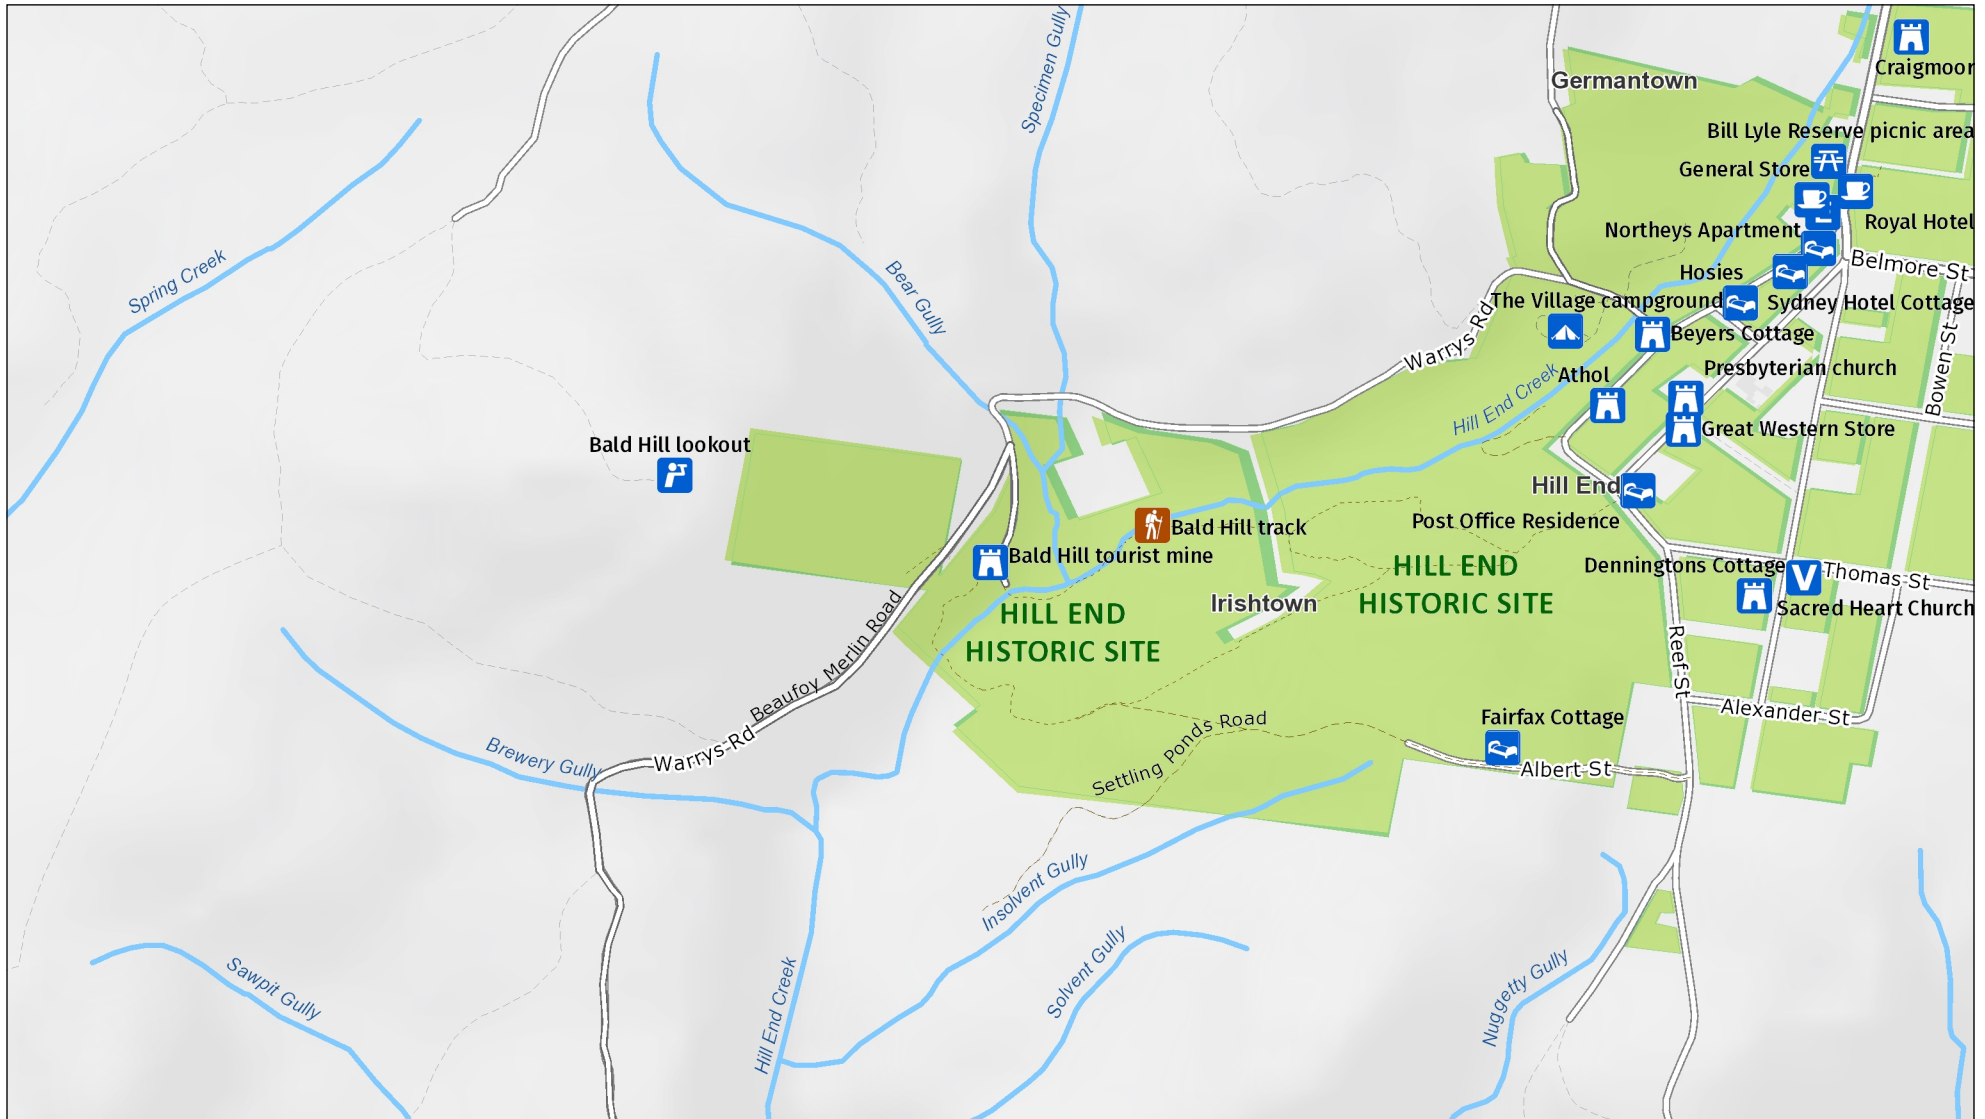 Specimen Gully
Craigmoor
Germantown
Bill Lyle Reserve picnic area
General Store
Royal Hotel
Northeys Apartment
Belmore St
Hosies
Spring Creek
Bear Gully
The Village campground
Sydney Hotel Cottage
Warrys Rd
Beyers Cottage
Bowen St
Athol
Presbyterian church
Hill End Creek
Great Western Store
Bald Hill lookout
Hill End
Post Office Residence
Bald Hill track
Bald Hill tourist mine
HILL END
HISTORIC SITE
Denningtons Cottage
V
Thomas St
Sacred Heart Church
Irishtown
HILL END
HISTORIC SITE
Beaufoy Merlin Road
Reef St
Alexander St
Fairfax Cottage
Settling Ponds Road
Brewery Gully
Warrys Rd
Albert St
Insolvent Gully
Solvent Gully
Sawpit Gully
Hill End Creek
Nuggetty Gully